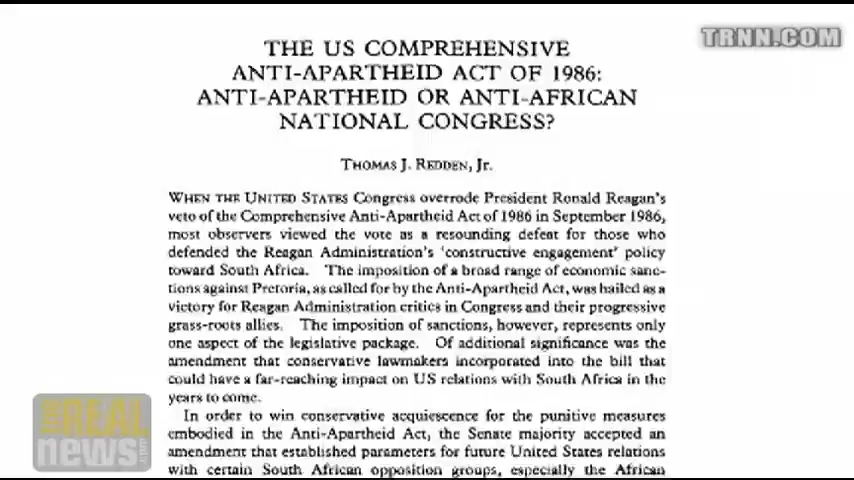 TRNN.COM
THE US COMPREHENSIVE
ANTI-APARTHEID ACT OF 1986:
ANTI-APARTHEID OR ANTI-AFRICAN
NATIONAL CONGRESS?
THOMAS J. REDDEN, JR.
WHEN THE UNITED STATES Congress overrode President Ronald Reagan's
veto of the Comprehensive Anti-Apartheid Act of 1986 in September 1986,
most observers viewed the vote as a resounding defeat for those who
defended the Reagan Administration's 'constructive engagement' policy
toward South Africa. The imposition of a broad range of economic sanc-
tions against Pretoria, as called for by the Anti-Apartheid Act, was hailed as a
victory for Reagan Administration critics in Congress and their progressive
grass-roots allies. The imposition of sanctions, however, represents only
one aspect of the legislative package. Of additional significance was the
amendment that conservative lawmakers incorporated into the bill that
could have a far-reaching impact on US relations with South Africa in the
years to come.
In order to win conservative acquiescence for the punitive measures
embodied in the Anti-Apartheid Act, the Senate majority accepted an
amendment that established parameters for future United States relations
with certain South African opposition groups, especially the African
THE REAL
news.com